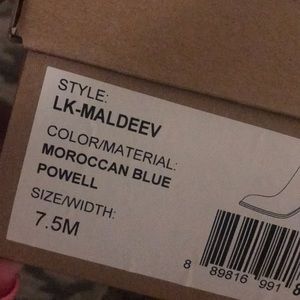 STYLE:
LK-MALDEEV
COLOR/MATERIAL:
MOROCCAN BLUE
POWELL
SIZE/WIDTH:
7.5M
8 89816 991